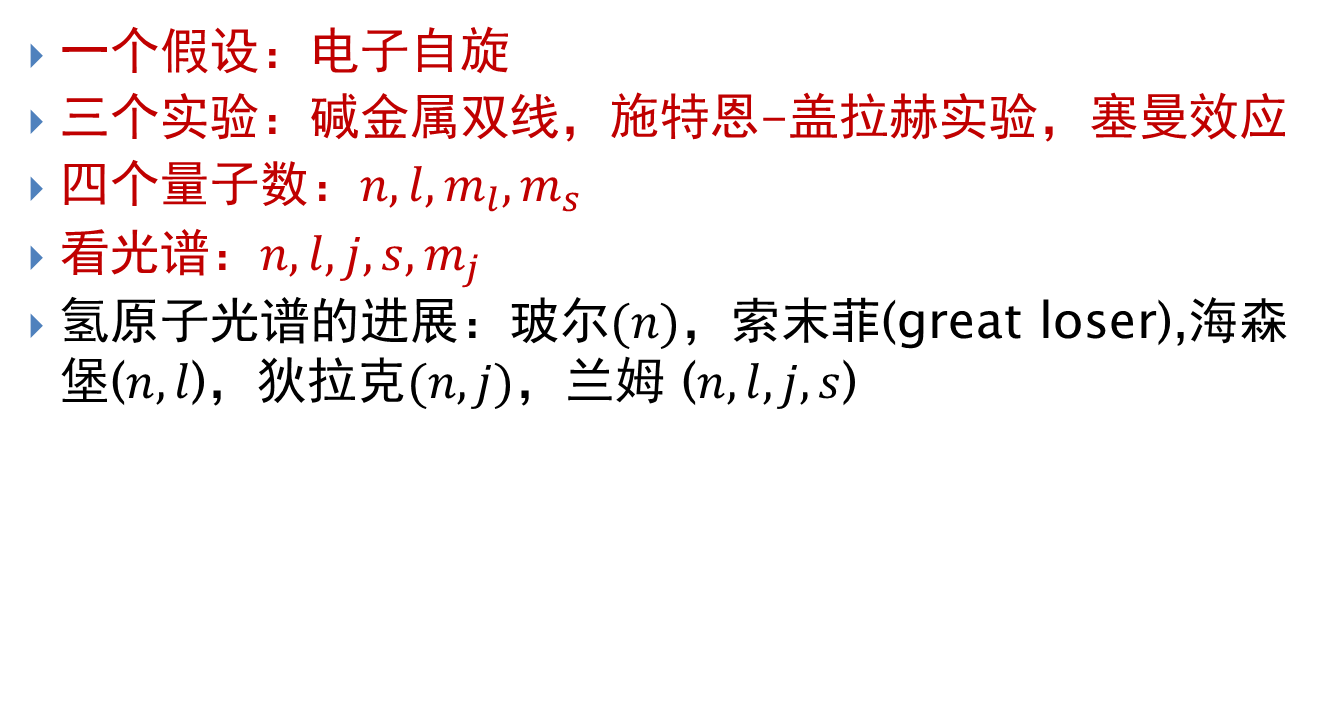 一个假设：电子自旋
三个实验：碱金属双线，施特恩-盖拉赫实验，塞曼效应
四个量子数：n, l, m_l, m_s
看光谱：n, l, j, s, m_j
氢原子光谱的进展：玻尔(n)，索末菲(great loser),海森
堡(n, l)，狄拉克(n, j)，兰姆 (n, l, j, s)